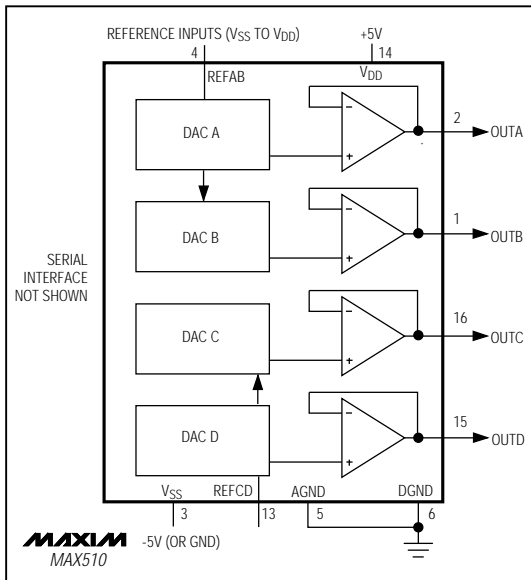 REFERENCE INPUTS (VSS TO VDD)
+5V
4
14
REFAB
VDD
DAC A
−
+
2
OUTA
DAC B
−
+
1
OUTB
SERIAL
INTERFACE
NOT SHOWN
DAC C
−
+
16
OUTC
DAC D
−
+
15
OUTD
VSS
REFCD
AGND
DGND
3
13
5
6
-5V (OR GND)
MAXIM
MAX510